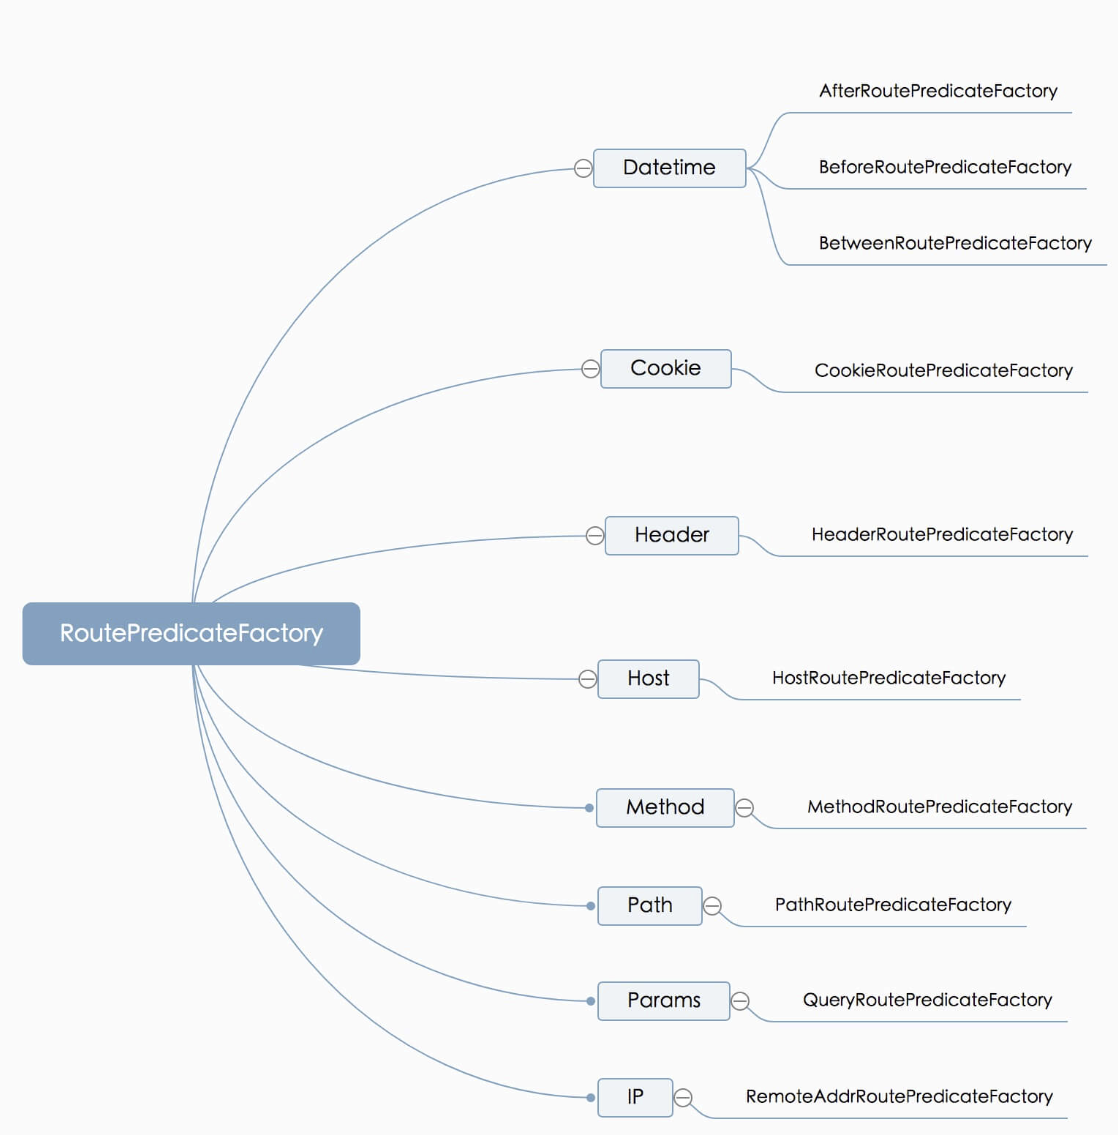 RoutePredicateFactory
Datetime
AfterRoutePredicateFactory
BeforeRoutePredicateFactory
BetweenRoutePredicateFactory
Cookie
CookieRoutePredicateFactory
Header
HeaderRoutePredicateFactory
Host
HostRoutePredicateFactory
Method
MethodRoutePredicateFactory
Path
PathRoutePredicateFactory
Params
QueryRoutePredicateFactory
IP
RemoteAddrRoutePredicateFactory